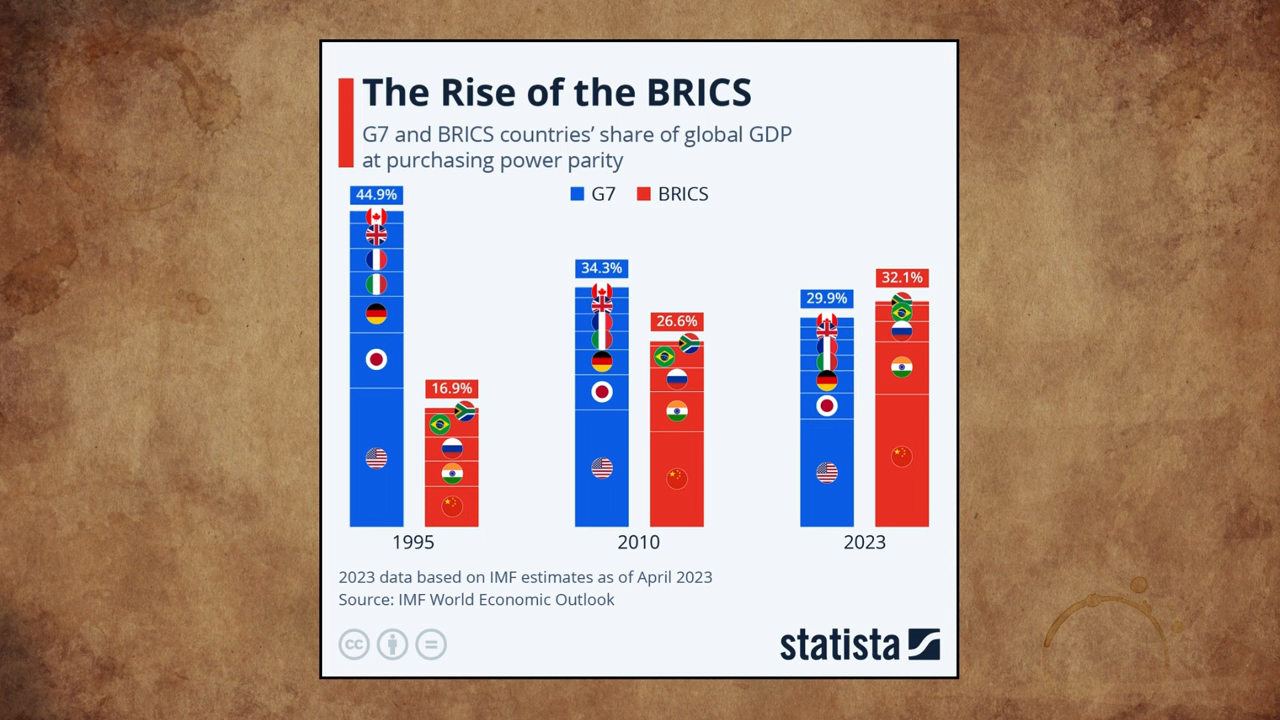 The Rise of the BRICS
G7 and BRICS countries’ share of global GDP
at purchasing power parity
G7 BRICS
44.9%
16.9%
34.3%
26.6%
29.9%
32.1%
1995 2010 2023
2023 data based on IMF estimates as of April 2023
Source: IMF World Economic Outlook
cc
statista